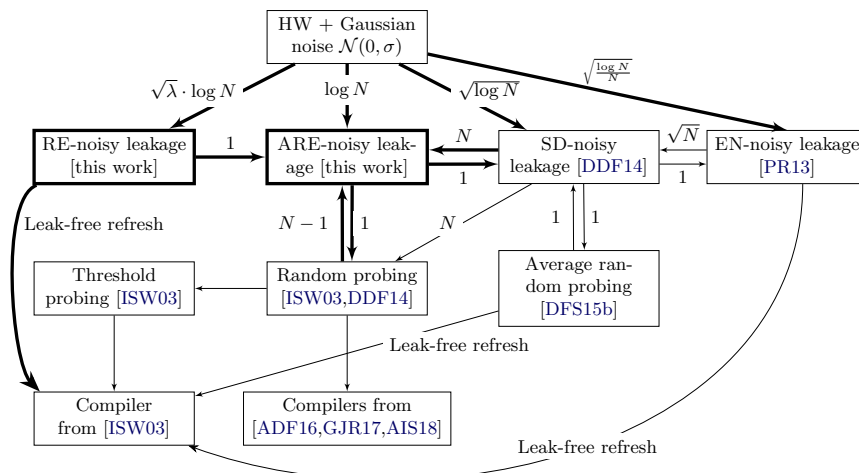 HW + Gaussian
noise 𝒩(0, σ)
√λ · log N
log N
√log N
√(log N / N)
RE-noisy leakage
[this work]
1
ARE-noisy leak-
age [this work]
N
1
SD-noisy
leakage [DDF14]
√N
1
EN-noisy leakage
[PR13]
Leak-free refresh
N − 1
1
N
1
1
Threshold
probing [ISW03]
Random probing
[ISW03,DDF14]
Average ran-
dom probing
[DFS15b]
Leak-free refresh
Compiler
from [ISW03]
Compilers from
[ADF16,GJR17,AIS18]
Leak-free refresh